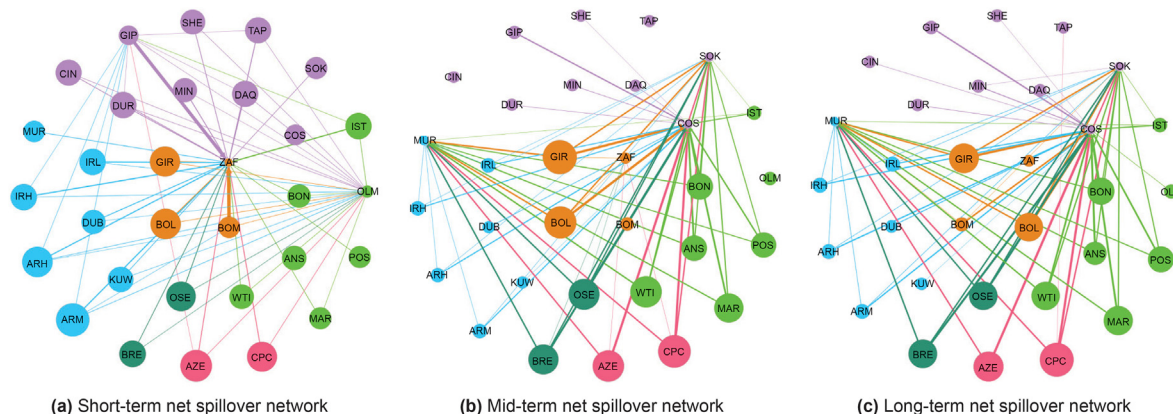 SHE
GIP
TAP
CIN
SOK
MIN
DAQ
DUR
MUR
COS
IST
IRL
GIR
ZAF
IRH
BON
OLM
DUB
BOL
BOM
ARH
ANS
POS
KUW
OSE
WTI
ARM
MAR
BRE
AZE
CPC
(a) Short-term net spillover network
SHE
TAP
GIP
SOK
CIN
MIN
DAQ
DUR
COS
IST
MUR
IRL
GIR
ZAF
OLM
BON
IRH
BOL
BOM
DUB
ANS
POS
ARH
KUW
OSE
WTI
MAR
ARM
BRE
AZE
CPC
(b) Mid-term net spillover network
SHE
GIP
TAP
CIN
SOK
MIN
DAQ
DUR
MUR
COS
IST
IRL
GIR
ZAF
IRH
BON
DUB
BOM
BOL
ARH
ANS
POS
KUW
OSE
WTI
ARM
MAR
BRE
AZE
CPC
(c) Long-term net spillover network